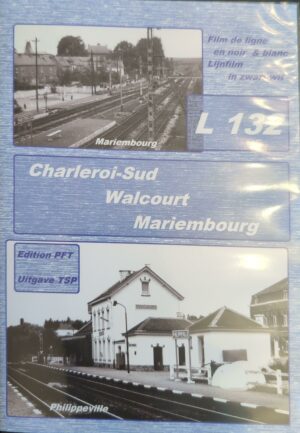 Film de ligne
en noir & blanc
Lijnfilm
in zwart-wit
L 132
Mariembourg
Charleroi-Sud
Walcourt
Mariembourg
Edition PFT
Uitgave TSP
Philippeville